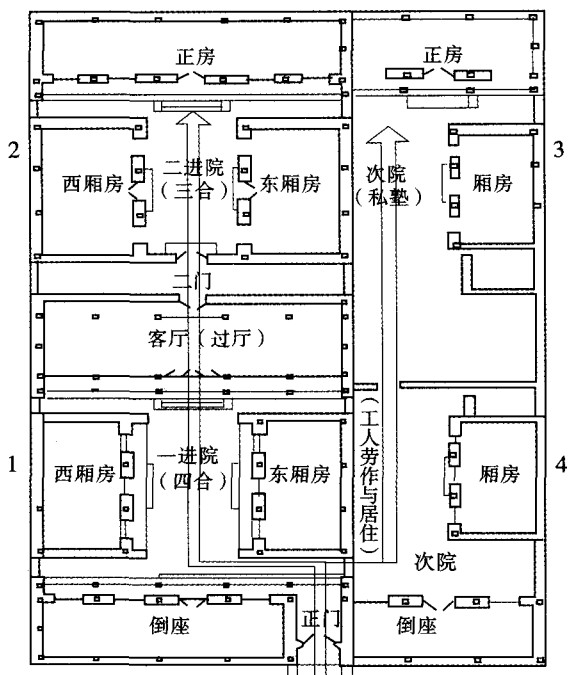 正房
正房
2
二进院
（三合）
西厢房
东厢房
次院
（私塾）
厢房
3
二门
客厅（过厅）
1
一进院
（四合）
西厢房
东厢房
（工人劳作与居住）
厢房
4
次院
倒座
正门
倒座